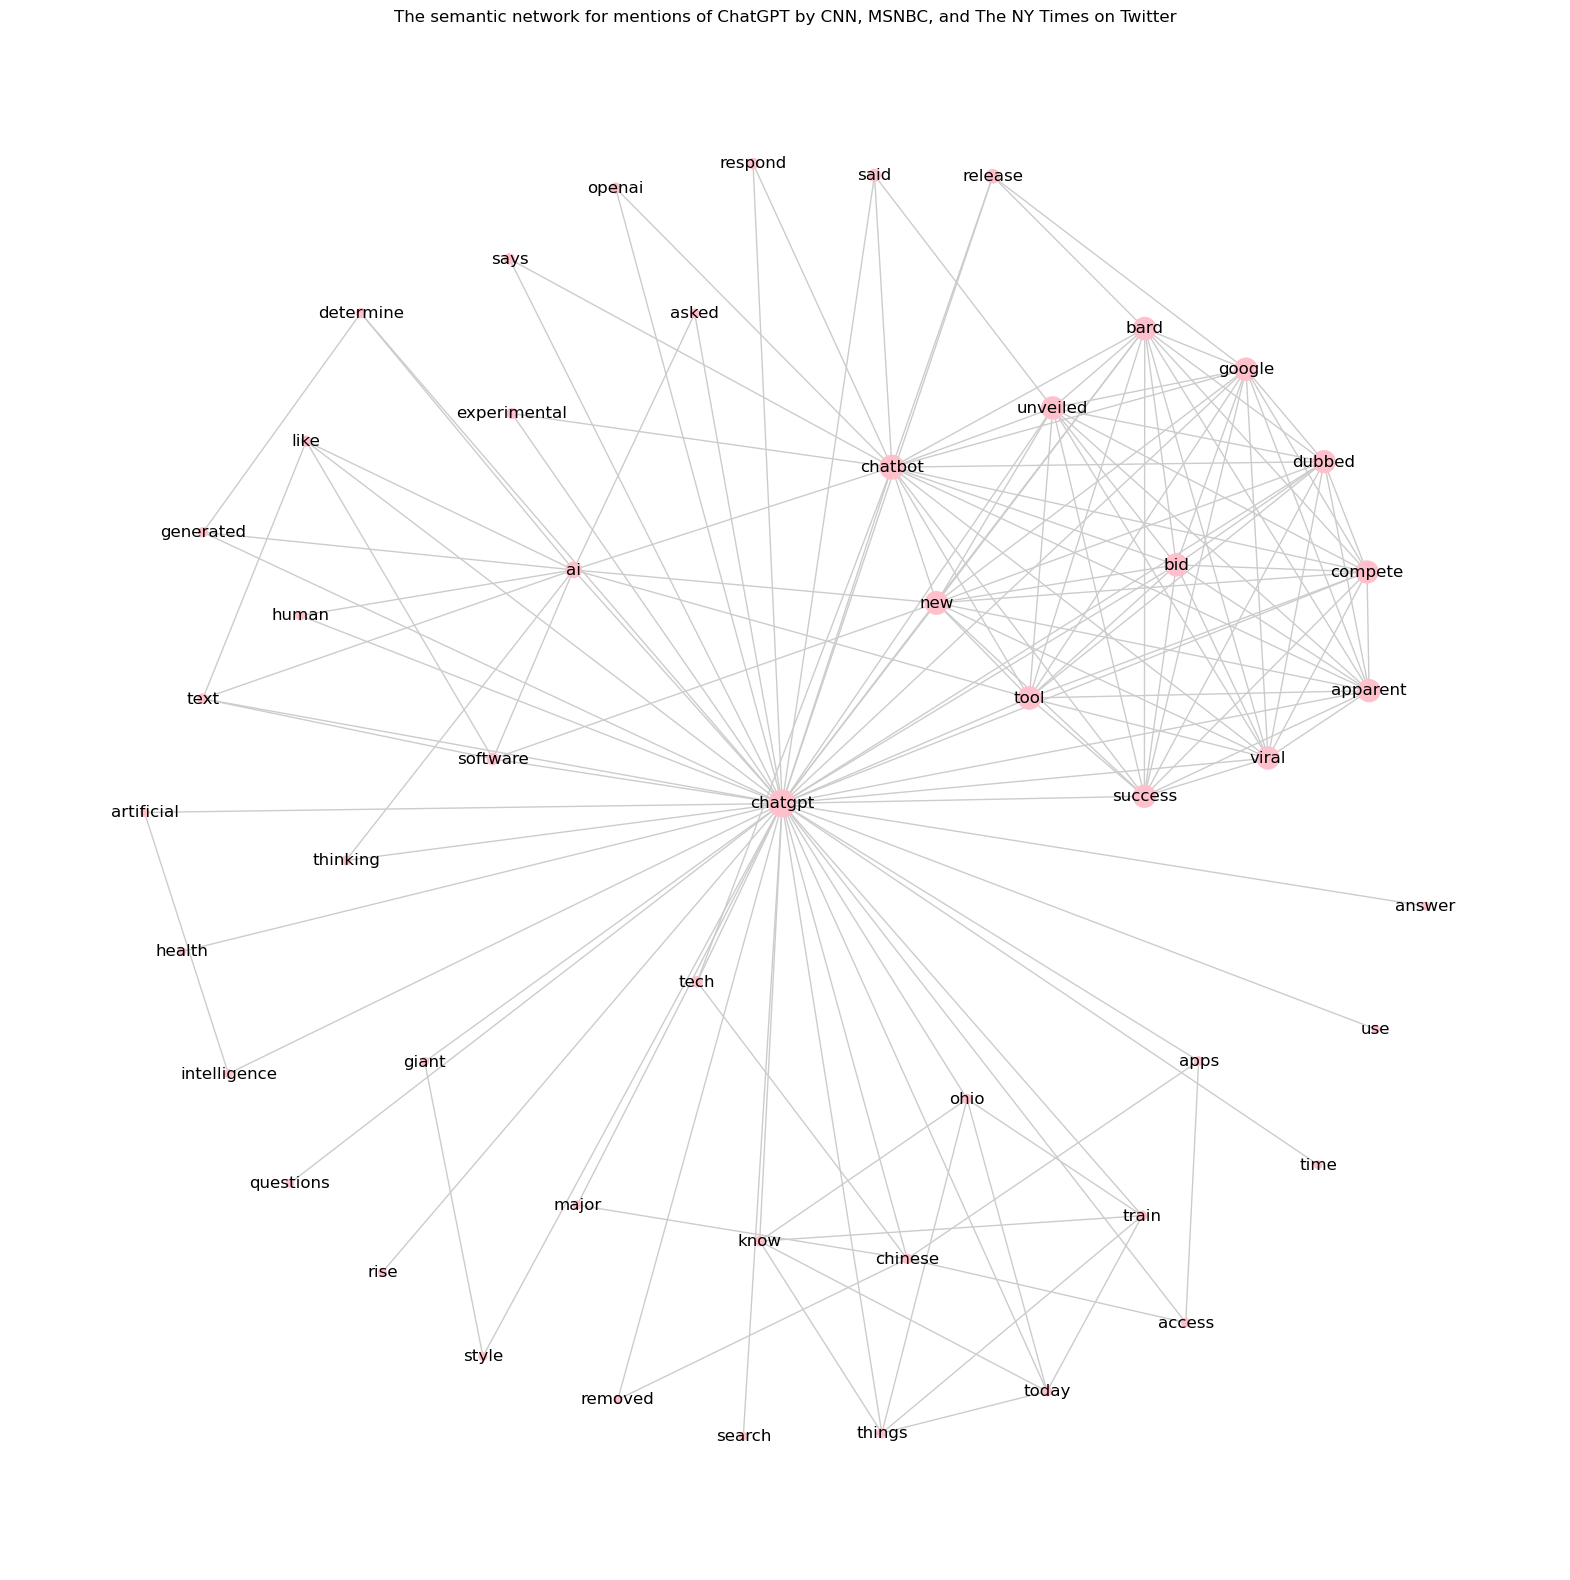 The semantic network for mentions of ChatGPT by CNN, MSNBC, and The NY Times on Twitter
respond
said
release
openai
says
determine
asked
bard
google
unveiled
experimental
like
dubbed
chatbot
generated
ai
bid
compete
new
human
text
tool
apparent
software
viral
success
chatgpt
artificial
thinking
answer
health
tech
use
intelligence
giant
apps
ohio
time
questions
major
train
know
chinese
rise
access
style
today
removed
things
search